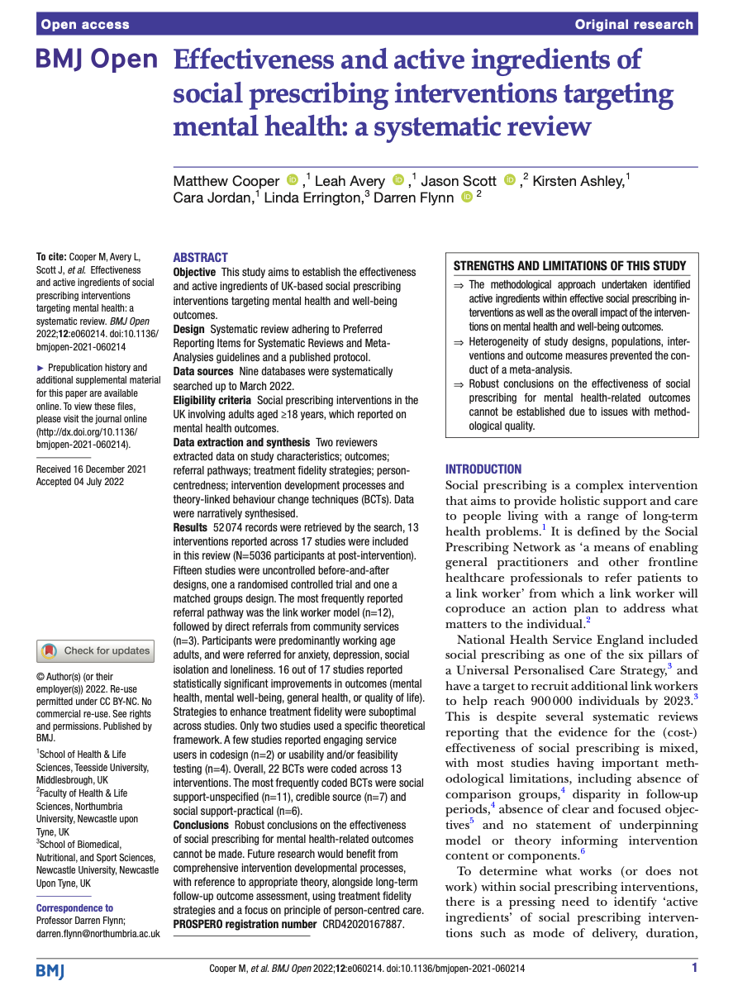 Open access
Original research
BMJ Open
Effectiveness and active ingredients of
social prescribing interventions targeting
mental health: a systematic review
Matthew Cooper iD ,1 Leah Avery iD ,1 Jason Scott iD ,2 Kirsten Ashley,1
Cara Jordan,1 Linda Errington,3 Darren Flynn iD 2
To cite: Cooper M, Avery L,
Scott J, et al. Effectiveness
and active ingredients of social
prescribing interventions
targeting mental health: a
systematic review. BMJ Open
2022;12:e060214. doi:10.1136/
bmjopen-2021-060214
► Prepublication history and
additional supplemental material
for this paper are available
online. To view these files,
please visit the journal online
(http://dx.doi.org/10.1136/
bmjopen-2021-060214).
Received 16 December 2021
Accepted 04 July 2022
Check for updates
© Author(s) (or their
employer(s)) 2022. Re-use
permitted under CC BY-NC. No
commercial re-use. See rights
and permissions. Published by
BMJ.
1School of Health & Life
Sciences, Teesside University,
Middlesbrough, UK
2Faculty of Health & Life
Sciences, Northumbria
University, Newcastle upon
Tyne, UK
3School of Biomedical,
Nutritional, and Sport Sciences,
Newcastle University, Newcastle
Upon Tyne, UK
Correspondence to
Professor Darren Flynn;
darren.flynn@northumbria.ac.uk
ABSTRACT
Objective This study aims to establish the effectiveness
and active ingredients of UK-based social prescribing
interventions targeting mental health and well-being
outcomes.
Design Systematic review adhering to Preferred
Reporting Items for Systematic Reviews and Meta-
Analyses guidelines and a published protocol.
Data sources Nine databases were systematically
searched up to March 2022.
Eligibility criteria Social prescribing interventions in the
UK involving adults aged ≥18 years, which reported on
mental health outcomes.
Data extraction and synthesis Two reviewers
extracted data on study characteristics; outcomes;
referral pathways; treatment fidelity strategies; person-
centredness; intervention development processes and
theory-linked behaviour change techniques (BCTs). Data
were narratively synthesised.
Results 52 074 records were retrieved by the search, 13
interventions reported across 17 studies were included
in this review (N=5036 participants at post-intervention).
Fifteen studies were uncontrolled before-and-after
designs, one a randomised controlled trial and one a
matched groups design. The most frequently reported
referral pathway was the link worker model (n=12),
followed by direct referrals from community services
(n=3). Participants were predominantly working age
adults, and were referred for anxiety, depression, social
isolation and loneliness. 16 out of 17 studies reported
statistically significant improvements in outcomes (mental
health, mental well-being, general health, or quality of life).
Strategies to enhance treatment fidelity were suboptimal
across studies. Only two studies used a specific theoretical
framework. A few studies reported engaging service
users in codesign (n=2) or usability and/or feasibility
testing (n=4). Overall, 22 BCTs were coded across 13
interventions. The most frequently coded BCTs were social
support-unspecified (n=11), credible source (n=7) and
social support-practical (n=6).
Conclusions Robust conclusions on the effectiveness
of social prescribing for mental health-related outcomes
cannot be made. Future research would benefit from
comprehensive intervention developmental processes,
with reference to appropriate theory, alongside long-term
follow-up outcome assessment, using treatment fidelity
strategies and a focus on principle of person-centred care.
PROSPERO registration number CRD42020167887.
STRENGTHS AND LIMITATIONS OF THIS STUDY
⇒ The methodological approach undertaken identified
active ingredients within effective social prescribing in-
terventions as well as the overall impact of the interven-
tions on mental health and well-being outcomes.
⇒ Heterogeneity of study designs, populations, inter-
ventions and outcome measures prevented the con-
duct of a meta-analysis.
⇒ Robust conclusions on the effectiveness of social
prescribing for mental health-related outcomes
cannot be established due to issues with method-
ological quality.
INTRODUCTION
Social prescribing is a complex intervention
that aims to provide holistic support and care
to people living with a range of long-term
health problems.1 It is defined by the Social
Prescribing Network as ‘a means of enabling
general practitioners and other frontline
healthcare professionals to refer patients to
a link worker’ from which a link worker will
coproduce an action plan to address what
matters to the individual.2
National Health Service England included
social prescribing as one of the six pillars of
a Universal Personalised Care Strategy,3 and
have a target to recruit additional link workers
to help reach 900 000 individuals by 2023.3
This is despite several systematic reviews
reporting that the evidence for the (cost-)
effectiveness of social prescribing is mixed,
with most studies having important meth-
odological limitations, including absence of
comparison groups,4 disparity in follow-up
periods,4 absence of clear and focused objec-
tives5 and no statement of underpinning
model or theory informing intervention
content or components.6
To determine what works (or does not
work) within social prescribing interventions,
there is a pressing need to identify ‘active
ingredients’ of social prescribing interven-
tions such as mode of delivery, duration,
BMJ
Cooper M, et al. BMJ Open 2022;12:e060214. doi:10.1136/bmjopen-2021-060214
1